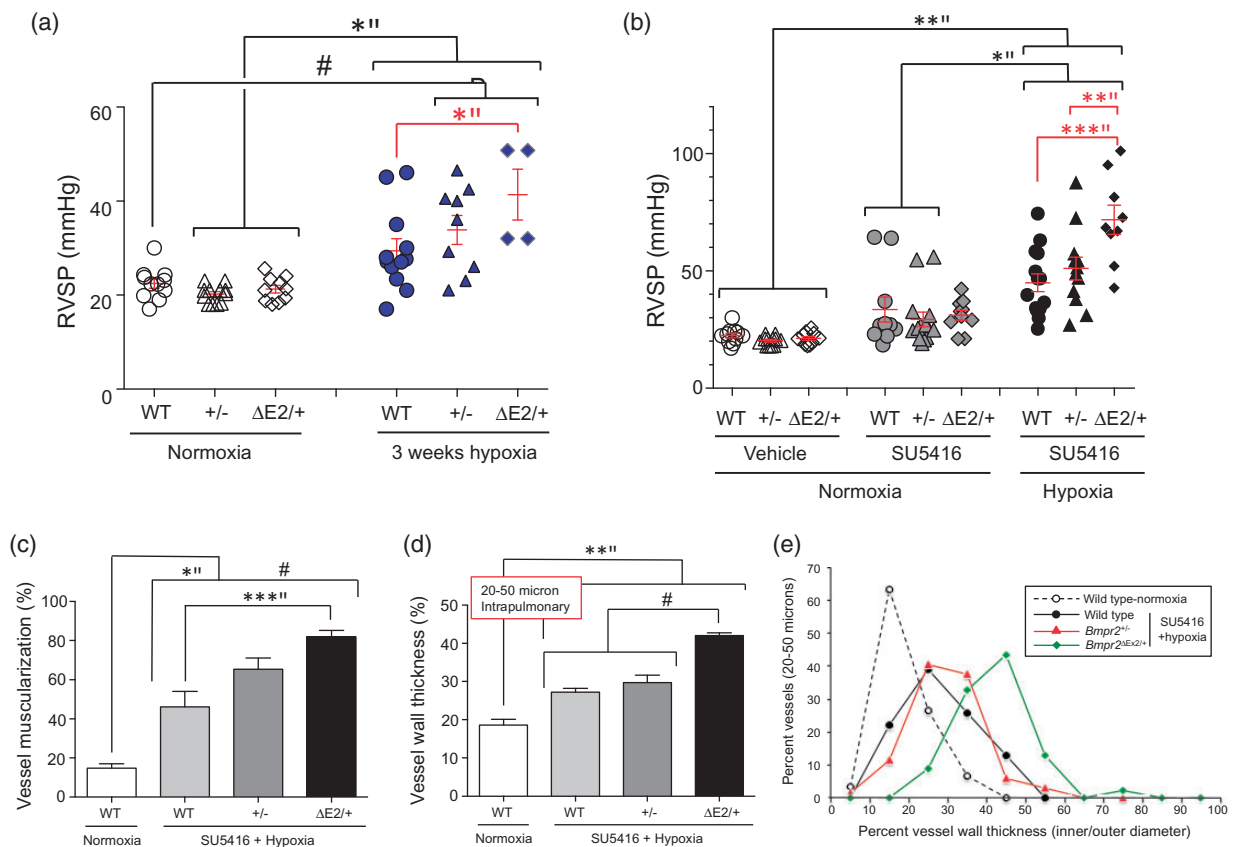 (a)
*"
#
RVSP (mmHg)
60
40
20
0
*"
WT +/- ΔE2/+ WT +/- ΔE2/+
Normoxia 3 weeks hypoxia
(b)
**"
*"
**"
***"
RVSP (mmHg)
100
50
0
WT +/- ΔE2/+ WT +/- ΔE2/+ WT +/- ΔE2/+
Vehicle SU5416 SU5416
Normoxia Hypoxia
(c)
*" #
***"
Vessel muscularization (%)
100
80
60
40
20
0
WT WT +/- ΔE2/+
Normoxia SU5416 + Hypoxia
(d)
**"
20-50 micron
Intrapulmonary
#
Vessel wall thickness (%)
50
40
30
20
10
0
WT WT +/- ΔE2/+
Normoxia SU5416 + Hypoxia
(e)
Wild type-normoxia
Wild type
Bmpr2+/-
Bmpr2ΔEx2/+
SU5416
+hypoxia
Percent vessels (20-50 microns)
70
60
50
40
30
20
10
0
0 10 20 30 40 50 60 70 80 90 100
Percent vessel wall thickness (inner/outer diameter)